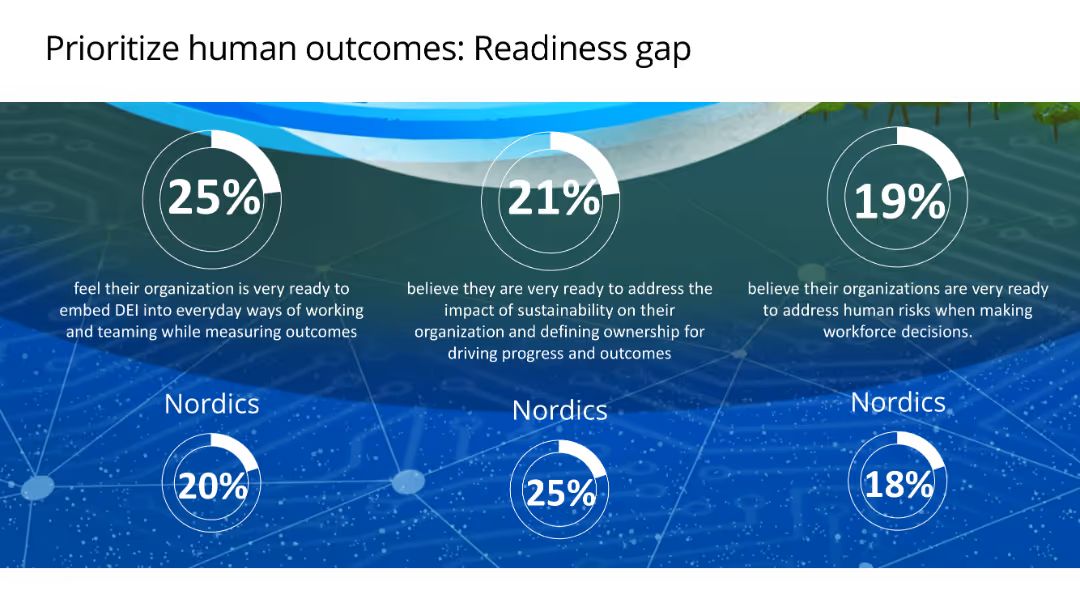 Prioritize human outcomes: Readiness gap
25%
21%
19%
feel their organization is very ready to
embed DEI into everyday ways of working
and teaming while measuring outcomes
believe they are very ready to address the
impact of sustainability on their
organization and defining ownership for
driving progress and outcomes
believe their organizations are very ready
to address human risks when making
workforce decisions.
Nordics
20%
Nordics
25%
Nordics
18%